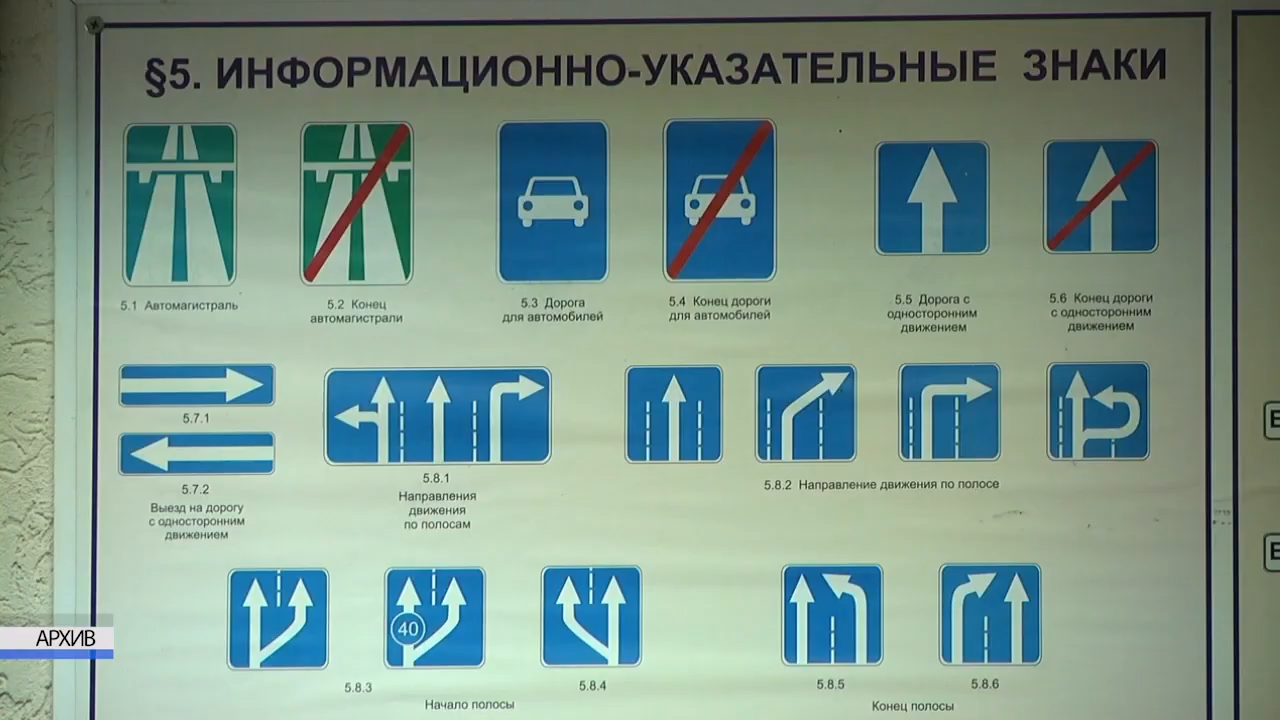 §5. ИНФОРМАЦИОННО-УКАЗАТЕЛЬНЫЕ ЗНАКИ
5.1 Автомагистраль
5.2 Конец
автомагистрали
5.3 Дорога
для автомобилей
5.4 Конец дороги
для автомобилей
5.5 Дорога с
односторонним
движением
5.6 Конец дороги
с односторонним
движением
5.7.1
5.7.2
Выезд на дорогу
с односторонним
движением
5.8.1
Направления
движения
по полосам
5.8.2 Направление движения по полосе
40
5.8.3
5.8.4
Начало полосы
5.8.5
5.8.6
Конец полосы
АРХИВ